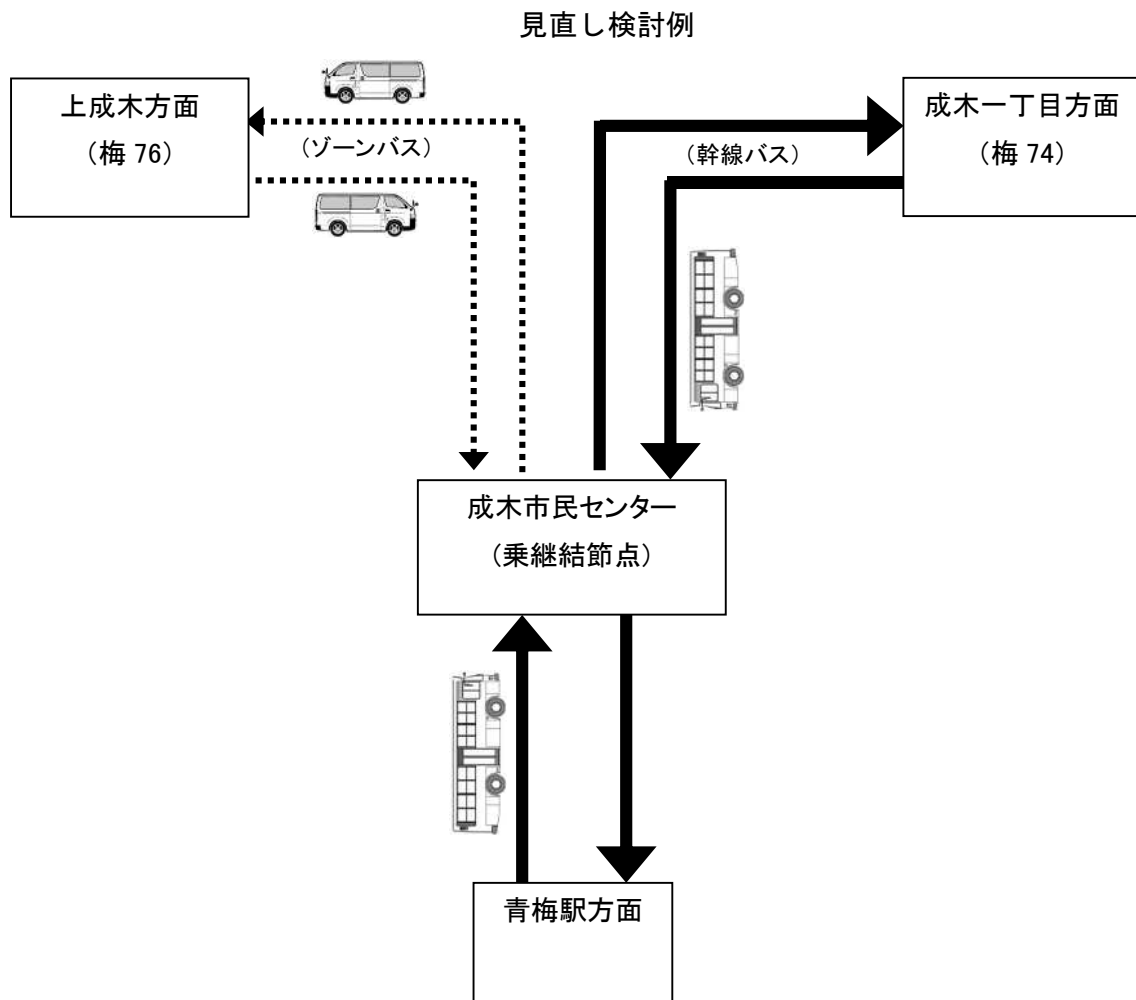 見直し検討例
上成木方面
（梅 76）
（ゾーンバス）
（幹線バス）
成木一丁目方面
（梅 74）
成木市民センター
（乗継結節点）
青梅駅方面